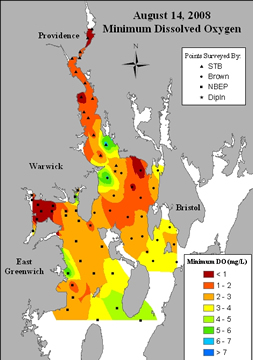 August 14, 2008
Minimum Dissolved Oxygen
Providence
Points Surveyed By:
STB
Brown
NBEP
DipIn
Warwick
Bristol
East
Greenwich
Minimum DO (mg/L)
< 1
1 - 2
2 - 3
3 - 4
4 - 5
5 - 6
6 - 7
> 7